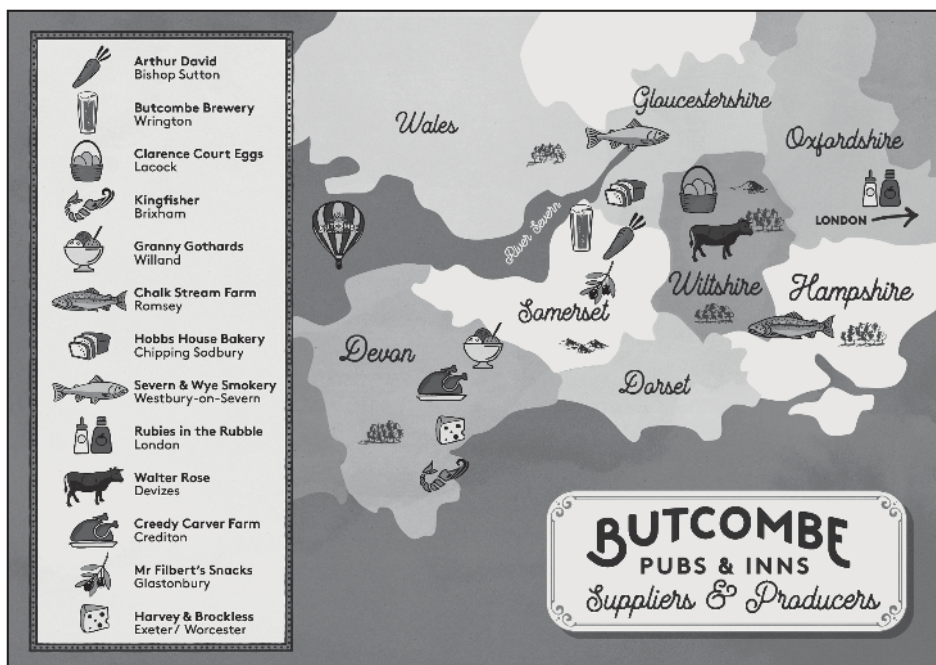 Arthur David
Bishop Sutton
Butcombe Brewery
Wrington
Clarence Court Eggs
Lacock
Kingfisher
Brixham
Granny Gothards
Willand
Chalk Stream Farm
Romsey
Hobbs House Bakery
Chipping Sodbury
Severn & Wye Smokery
Westbury-on-Severn
Rubies in the Rubble
London
Walter Rose
Devizes
Creedy Carver Farm
Crediton
Mr Filbert's Snacks
Glastonbury
Harvey & Brockless
Exeter / Worcester
Wales
Gloucestershire
Oxfordshire
LONDON
BUTCOMBE
River Severn
Somerset
Wiltshire
Hampshire
Devon
Dorset
BUTCOMBE
PUBS & INNS
Suppliers & Producers